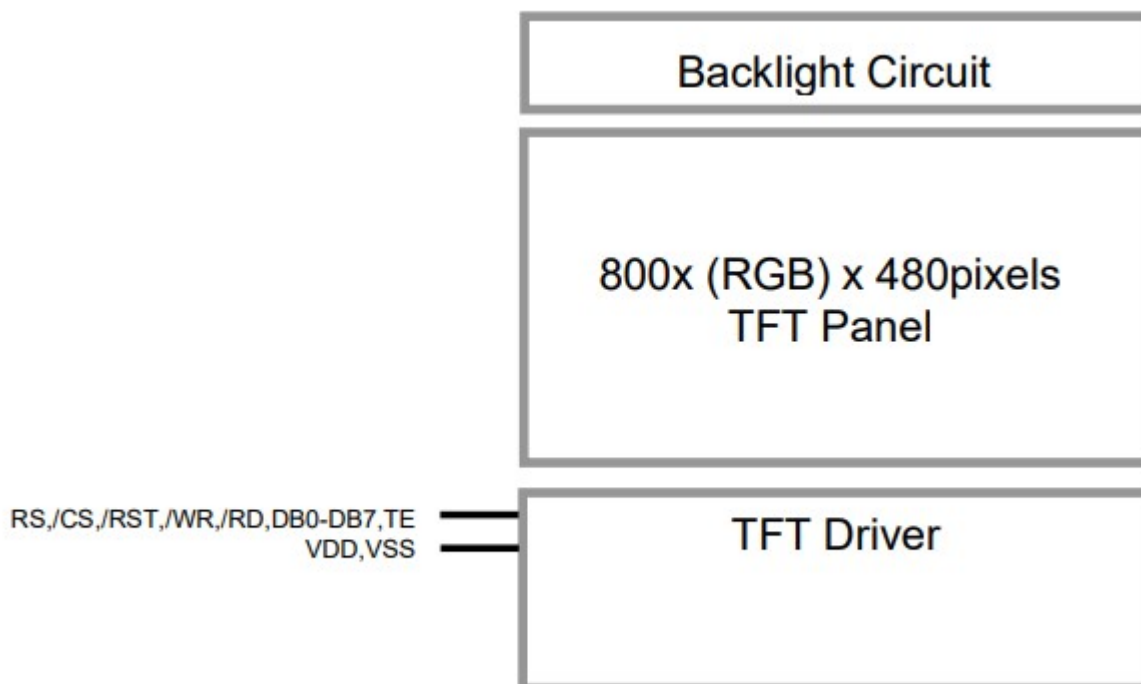 Backlight Circuit
800x (RGB) x 480pixels
TFT Panel
RS,/CS,/RST,/WR,/RD,DB0-DB7,TE
VDD,VSS
TFT Driver